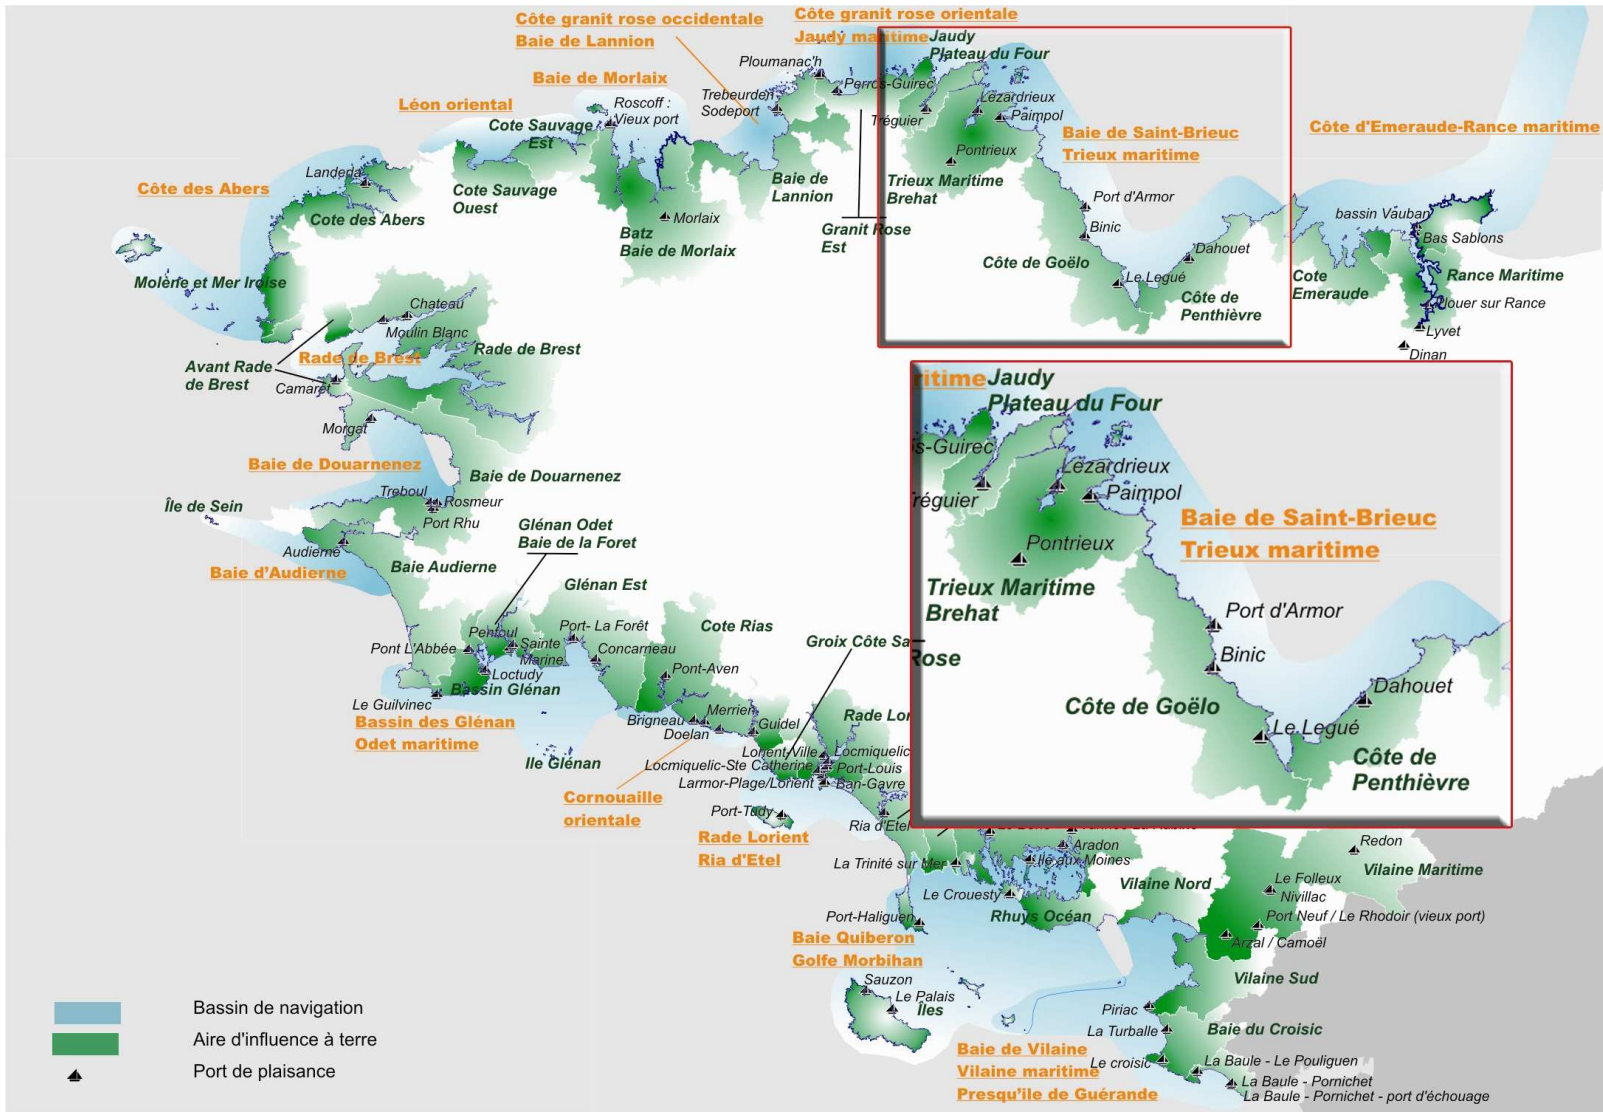 Côte granit rose occidentale
Baie de Lannion
Côte granit rose orientale
Jaudy maritime
Jaudy
Plateau du Four
Ploumanac'h
Perros-Guirec
Baie de Morlaix
Trebeurden
Sodeport
Léon oriental
Roscoff :
Vieux port
Cote Sauvage
Est
Lézardrieux
Paimpol
Tréguier
Baie de Saint-Brieuc
Trieux maritime
Côte d'Emeraude-Rance maritime
Pontrieux
Landeda
Côte des Abers
Cote des Abers
Cote Sauvage
Ouest
Baie de
Lannion
Trieux Maritime
Brehat
Port d'Armor
Morlaix
Batz
Baie de Morlaix
Granit Rose
Est
Binic
bassin Vauban
Bas Sablons
Dahouet
Côte de Goëlo
Le Legué
Côte de
Penthièvre
Cote
Emeraude
Rance Maritime
Plouer sur Rance
Lyvet
Dinan
Molène et Mer Iroise
Chateau
Moulin Blanc
Rade de Brest
Rade de Brest
Avant Rade
de Brest
Camaret
Morgat
Baie de Douarnenez
Baie de Douarnenez
Treboul
Rosmeur
Port Rhu
Île de Sein
Audierne
Baie d'Audierne
Baie Audierne
Glénan Odet
Baie de la Foret
Glénan Est
Cote Rias
Port- La Forêt
Penfoul
Sainte
Marine
Pont L'Abbée
Concarneau
Loctudy
Pont-Aven
Bassin Glénan
Le Guilvinec
Bassin des Glénan
Odet maritime
Ile Glénan
Merrien
Brigneau
Doelan
Guidel
Cornouaille
orientale
Groix Côte Sa
Rade Lor
Lorient-Ville
Locmiquelic
Locmiquelic-Ste Catherine
Port-Louis
Larmor-Plage/Lorient
Ban-Gavre
Port-Tudy
Ria d'Etel
Rade Lorient
Ria d'Etel
ritime
Jaudy
Plateau du Four
s-Guirec
Lezardrieux
réguier
Paimpol
Baie de Saint-Brieuc
Trieux maritime
Pontrieux
Trieux Maritime
Brehat
Port d'Armor
Rose
Binic
Dahouet
Côte de Goëlo
Le Legué
Côte de
Penthièvre
Aradon
Ile aux Moines
La Trinité sur Mer
Le Crouesty
Rhuys Océan
Port-Haliguen
Baie Quiberon
Golfe Morbihan
Sauzon
Le Palais
Îles
Redon
Vilaine Maritime
Vilaine Nord
Le Folleux
Nivillac
Port Neuf / Le Rhodoir (vieux port)
Arzal / Camoël
Vilaine Sud
Piriac
La Turballe
Baie du Croisic
Le croisic
La Baule - Le Pouliguen
La Baule - Pornichet
La Baule - Pornichet - port d'échouage
Baie de Vilaine
Vilaine maritime
Presqu'ile de Guérande
Bassin de navigation
Aire d'influence à terre
Port de plaisance